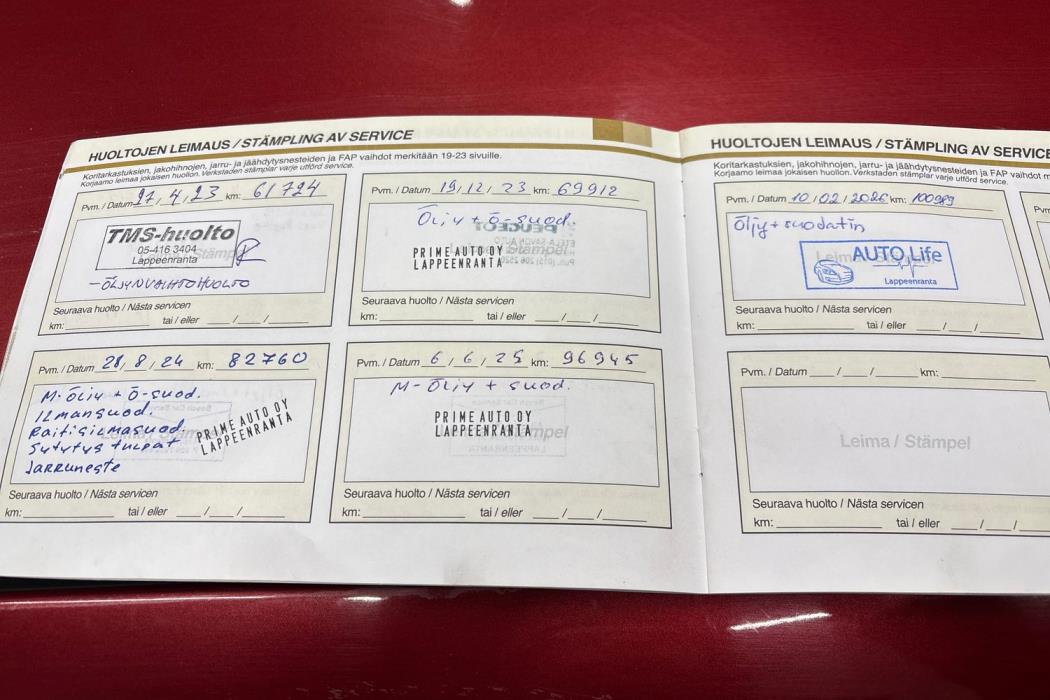 HUOLTOJEN LEIMAUS / STÄMPLING AV SERVICE
Koritarkastuksien, jakohihnojen, jarru- ja jäähdytysnesteiden ja FAP vaihdot merkitään 19-23 sivuille.
Korjaamo leimaa jokaisen huollon. Verkstaden stämplar varje utförd service.
Pvm. / Datum 27, 4, 23 km: 61724
TMS-huolto
05-416 3404
Lappeenranta
- ÖLJYNVAIHTOHUOLTO
Seuraava huolto / Nästa servicen
km: tai / eller / /
Pvm. / Datum 19, 12, 23 km: 69912
Öljy + ö-suod.
PRIME AUTO OY
LAPPEENRANTA
Seuraava huolto / Nästa servicen
km: tai / eller / /
Pvm. / Datum 28, 8, 24 km: 82760
M-öljy + ö-suod.
Ilmansuod.
Raitisilmasuod.
Sytytys tulpat
Jarruneste
PRIME AUTO OY
LAPPEENRANTA
Seuraava huolto / Nästa servicen
km: tai / eller / /
Pvm. / Datum 6, 6, 25 km: 96945
M-öljy + suod.
PRIME AUTO OY
LAPPEENRANTA
Seuraava huolto / Nästa servicen
km: tai / eller / /
HUOLTOJEN LEIMAUS / STÄMPLING AV SERVICE
Koritarkastuksien, jakohihnojen, jarru- ja jäähdytysnesteiden ja FAP vaihdot m
Korjaamo leimaa jokaisen huollon. Verkstaden stämplar varje utförd service.
Pvm. / Datum 10, 02, 2026 km: 100989
Öljy + suodatin
AUTO Life
Lappeenranta
Seuraava huolto / Nästa servicen
km: tai / eller / /
Pvm. / Datum / / km:
Leima / Stämpel
Seuraava huolto / Nästa servicen
km: tai / eller / /